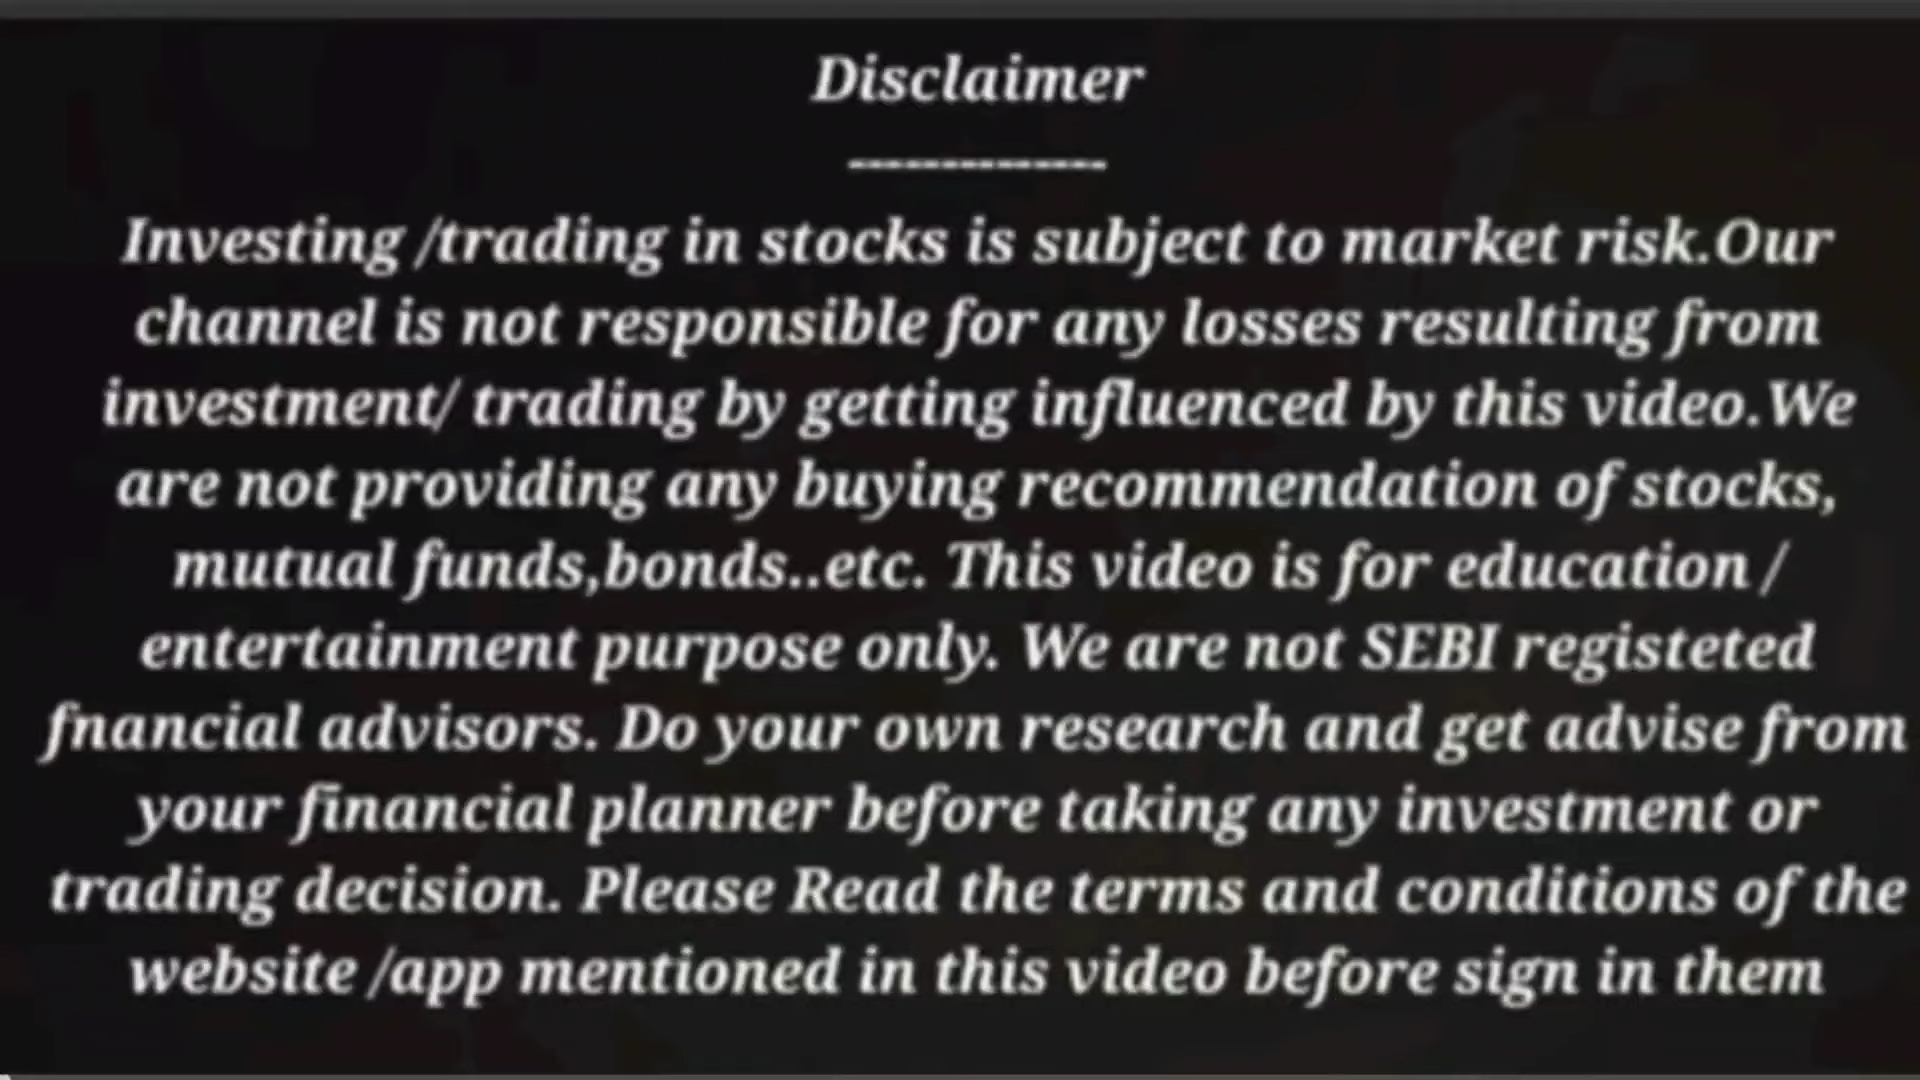 Disclaimer
--------------
Investing /trading in stocks is subject to market risk.Our
channel is not responsible for any losses resulting from
investment/ trading by getting influenced by this video.We
are not providing any buying recommendation of stocks,
mutual funds,bonds..etc. This video is for education /
entertainment purpose only. We are not SEBI registeted
fnancial advisors. Do your own research and get advise from
your financial planner before taking any investment or
trading decision. Please Read the terms and conditions of the
website /app mentioned in this video before sign in them